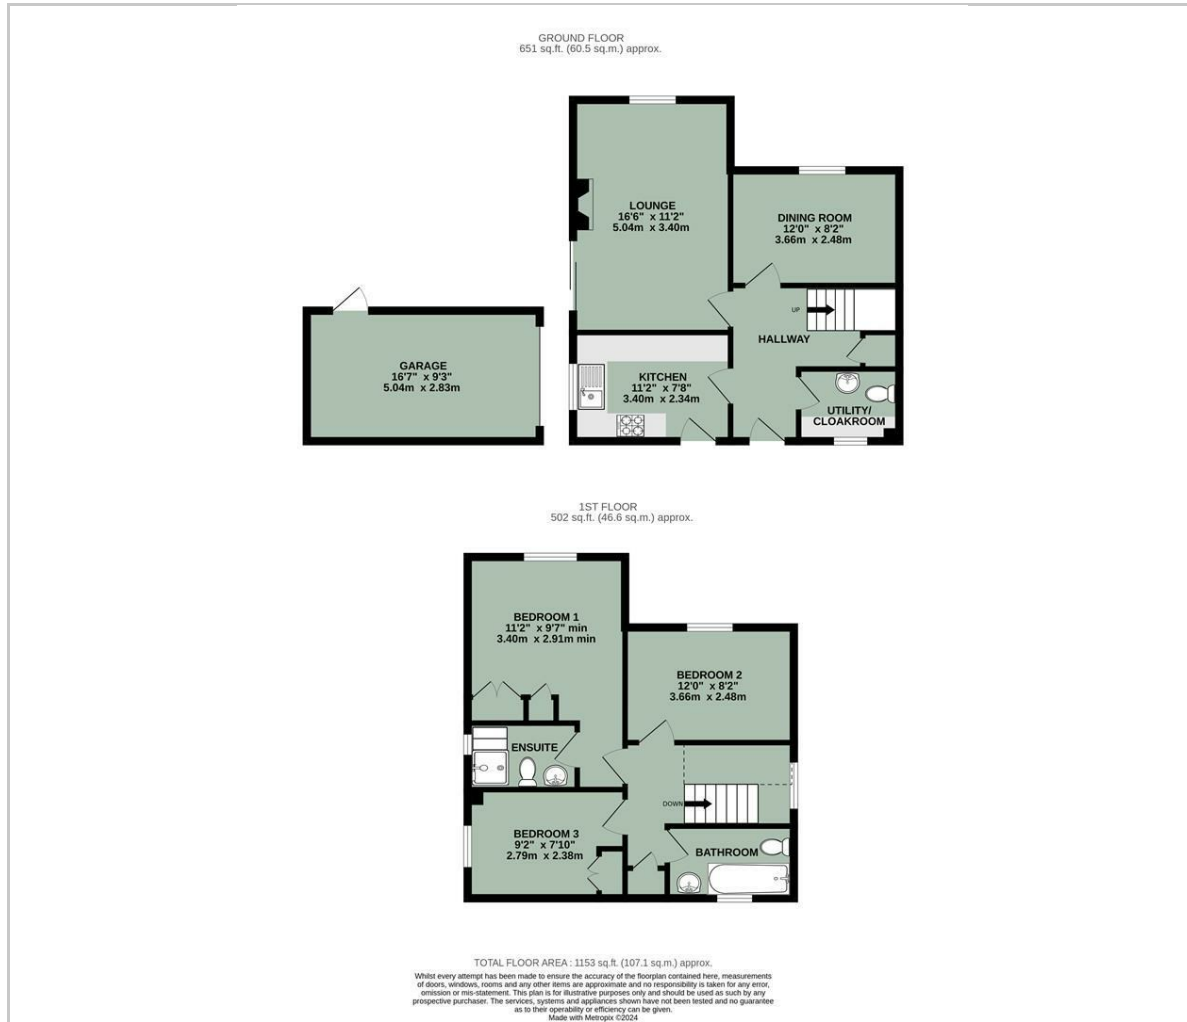 GROUND FLOOR
651 sq.ft. (60.5 sq.m.) approx.
LOUNGE
16'6" x 11'2"
5.04m x 3.40m
DINING ROOM
12'0" x 8'2"
3.66m x 2.48m
UP
HALLWAY
GARAGE
16'7" x 9'3"
5.04m x 2.83m
KITCHEN
11'2" x 7'8"
3.40m x 2.34m
UTILITY/
CLOAKROOM
1ST FLOOR
502 sq.ft. (46.6 sq.m.) approx.
BEDROOM 1
11'2" x 9'7" min
3.40m x 2.91m min
BEDROOM 2
12'0" x 8'2"
3.66m x 2.48m
ENSUITE
DOWN
BEDROOM 3
9'2" x 7'10"
2.79m x 2.38m
BATHROOM
TOTAL FLOOR AREA : 1153 sq.ft. (107.1 sq.m.) approx.
Whilst every attempt has been made to ensure the accuracy of the floorplan contained here, measurements
of doors, windows, rooms and any other items are approximate and no responsibility is taken for any error,
omission or mis-statement. This plan is for illustrative purposes only and should be used as such by any
prospective purchaser. The services, systems and appliances shown have not been tested and no guarantee
as to their operability or efficiency can be given.
Made with Metropix ©2024